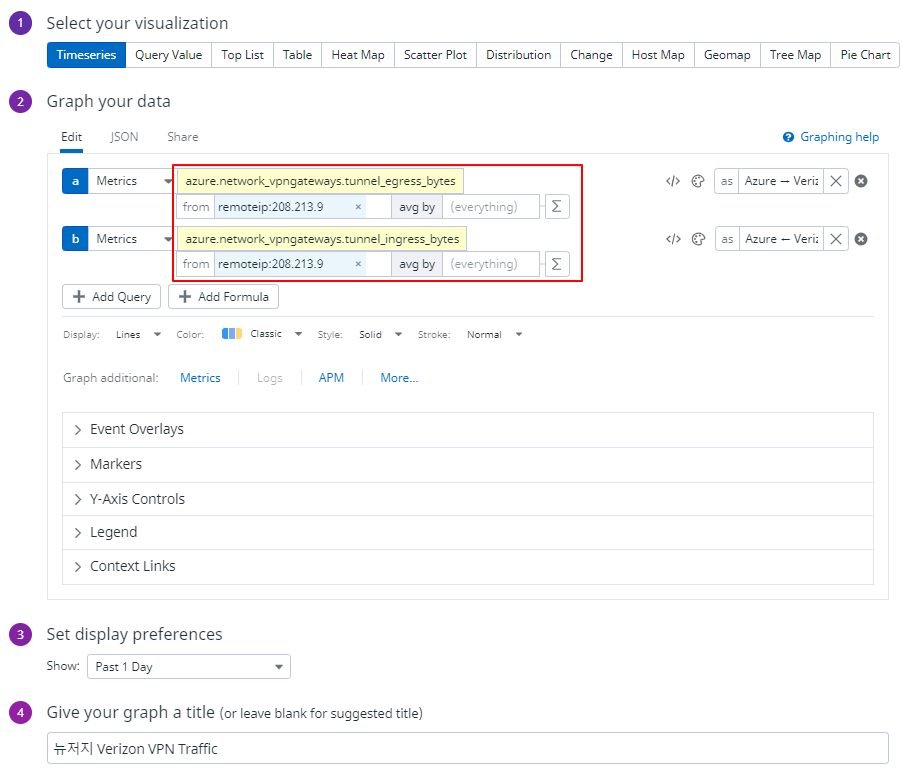 1 Select your visualization
Timeseries Query Value Top List Table Heat Map Scatter Plot Distribution Change Host Map Geomap Tree Map Pie Chart
2 Graph your data
Edit JSON Share ? Graphing help
a Metrics azure.network_vpngateways.tunnel_egress_bytes </> as Azure → Veriz
from remoteip:208.213.9 × avg by (everything) Σ
b Metrics azure.network_vpngateways.tunnel_ingress_bytes </> as Azure ← Veriz
from remoteip:208.213.9 × avg by (everything) Σ
+ Add Query + Add Formula
Display: Lines Color: Classic Style: Solid Stroke: Normal
Graph additional: Metrics Logs APM More...
> Event Overlays
> Markers
> Y-Axis Controls
> Legend
> Context Links
3 Set display preferences
Show: Past 1 Day
4 Give your graph a title (or leave blank for suggested title)
뉴저지 Verizon VPN Traffic